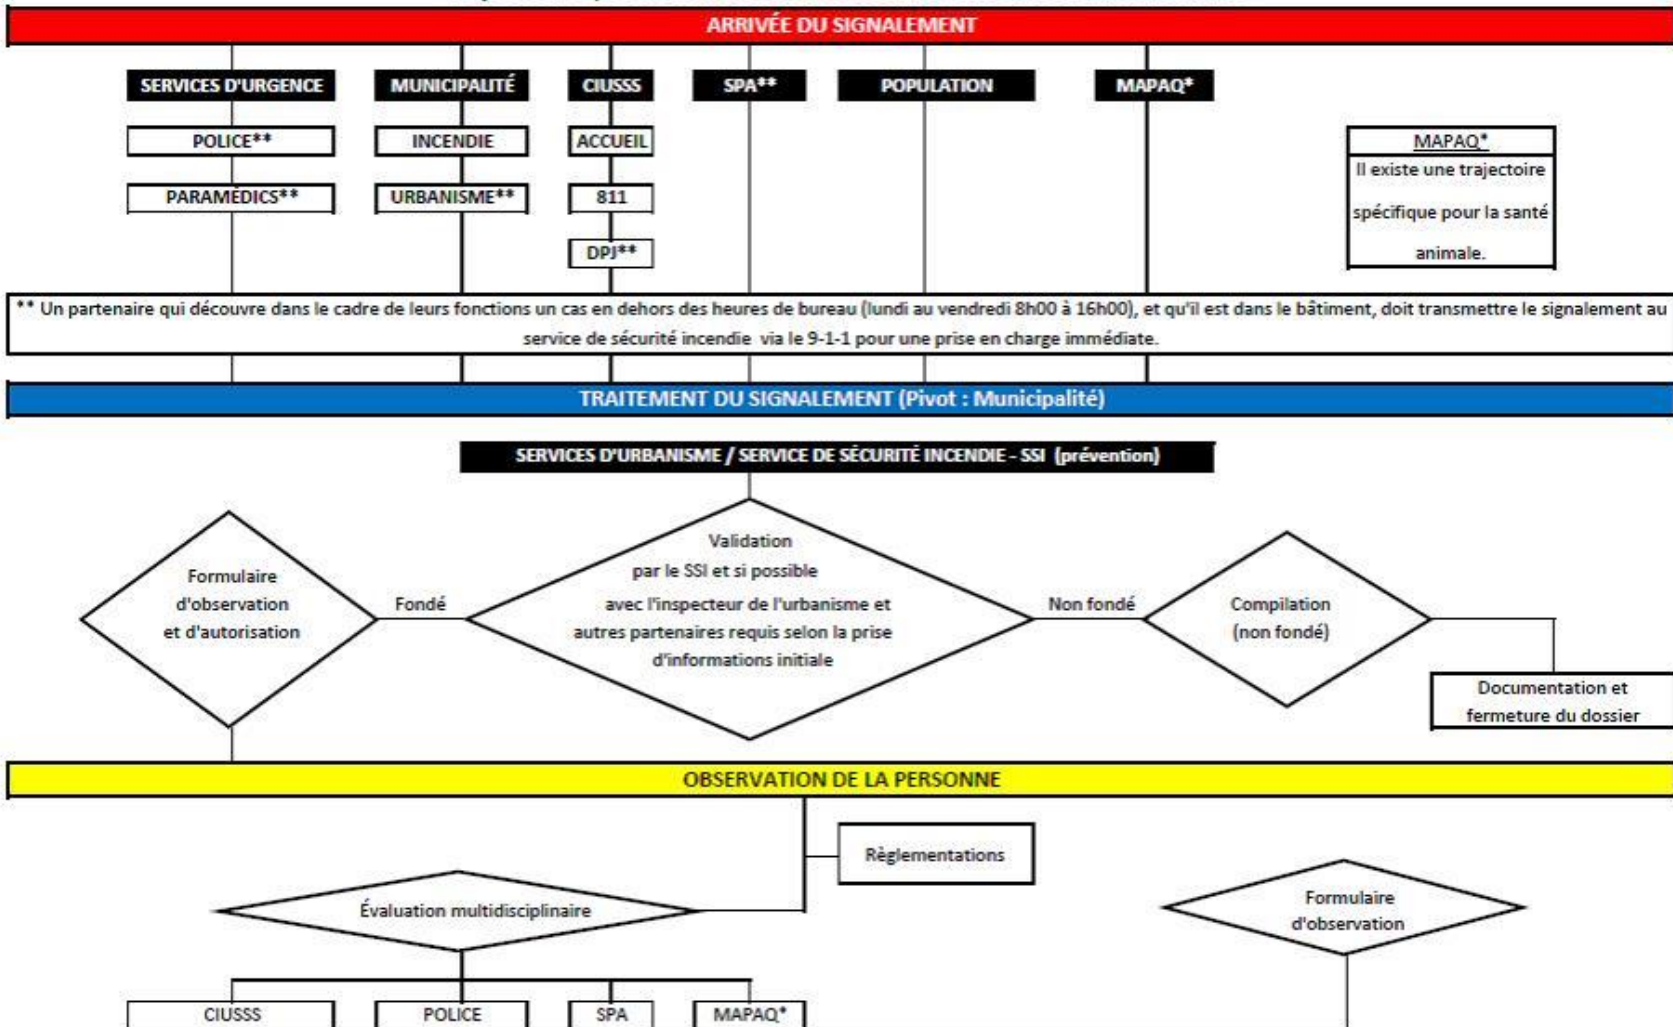 ARRIVÉE DU SIGNALEMENT
SERVICES D'URGENCE
MUNICIPALITÉ
CIUSSS
SPA**
POPULATION
MAPAQ*
POLICE**
INCENDIE
ACCUEIL
PARAMÉDICS**
URBANISME**
811
DPJ**
MAPAQ*
Il existe une trajectoire
spécifique pour la santé
animale.
** Un partenaire qui découvre dans le cadre de leurs fonctions un cas en dehors des heures de bureau (lundi au vendredi 8h00 à 16h00), et qu'il est dans le bâtiment, doit transmettre le signalement au
service de sécurité incendie via le 9-1-1 pour une prise en charge immédiate.
TRAITEMENT DU SIGNALEMENT (Pivot : Municipalité)
SERVICES D'URBANISME / SERVICE DE SÉCURITÉ INCENDIE - SSI (prévention)
Formulaire
d'observation
et d'autorisation
Fondé
Validation
par le SSI et si possible
avec l'inspecteur de l'urbanisme et
autres partenaires requis selon la prise
d'informations initiale
Non fondé
Compilation
(non fondé)
Documentation et
fermeture du dossier
OBSERVATION DE LA PERSONNE
Règlementations
Évaluation multidisciplinaire
Formulaire
d'observation
CIUSSS
POLICE
SPA
MAPAQ*